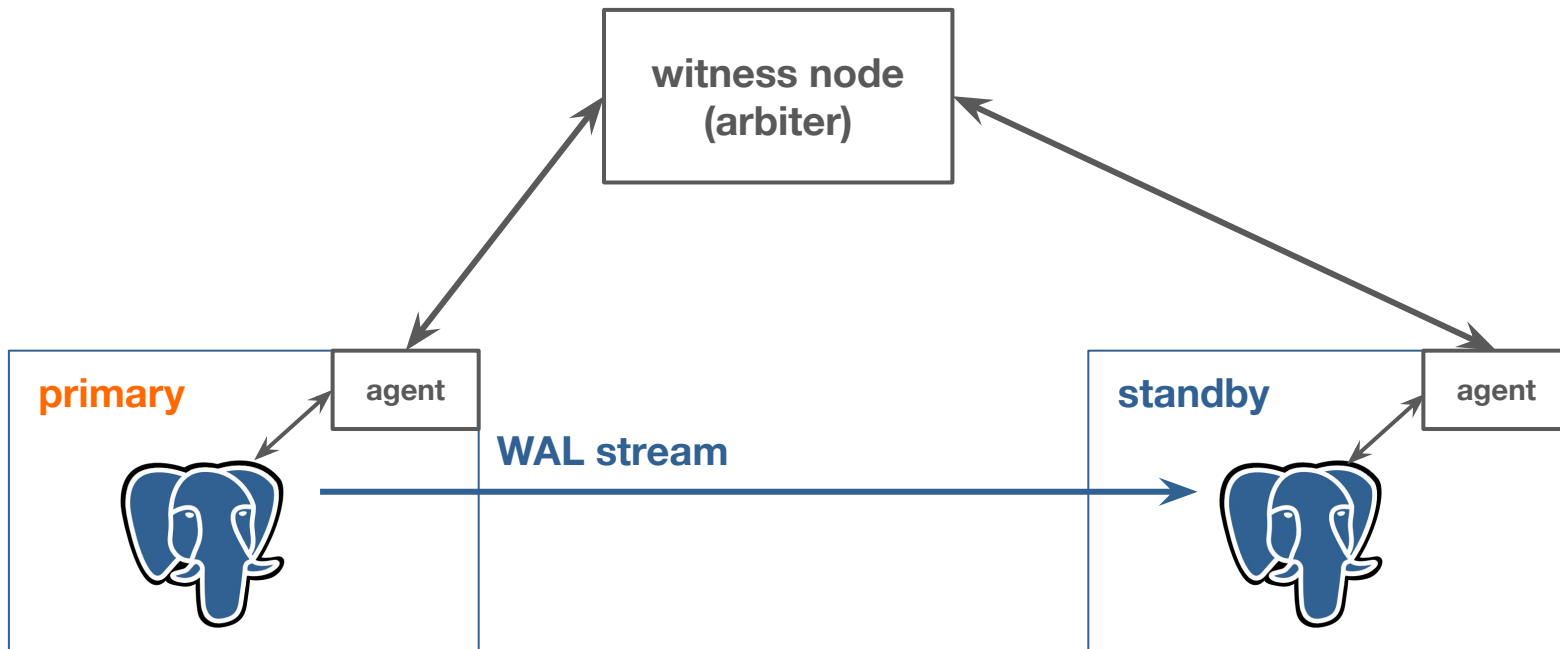 witness node
(arbiter)
primary
agent
standby
agent
WAL stream